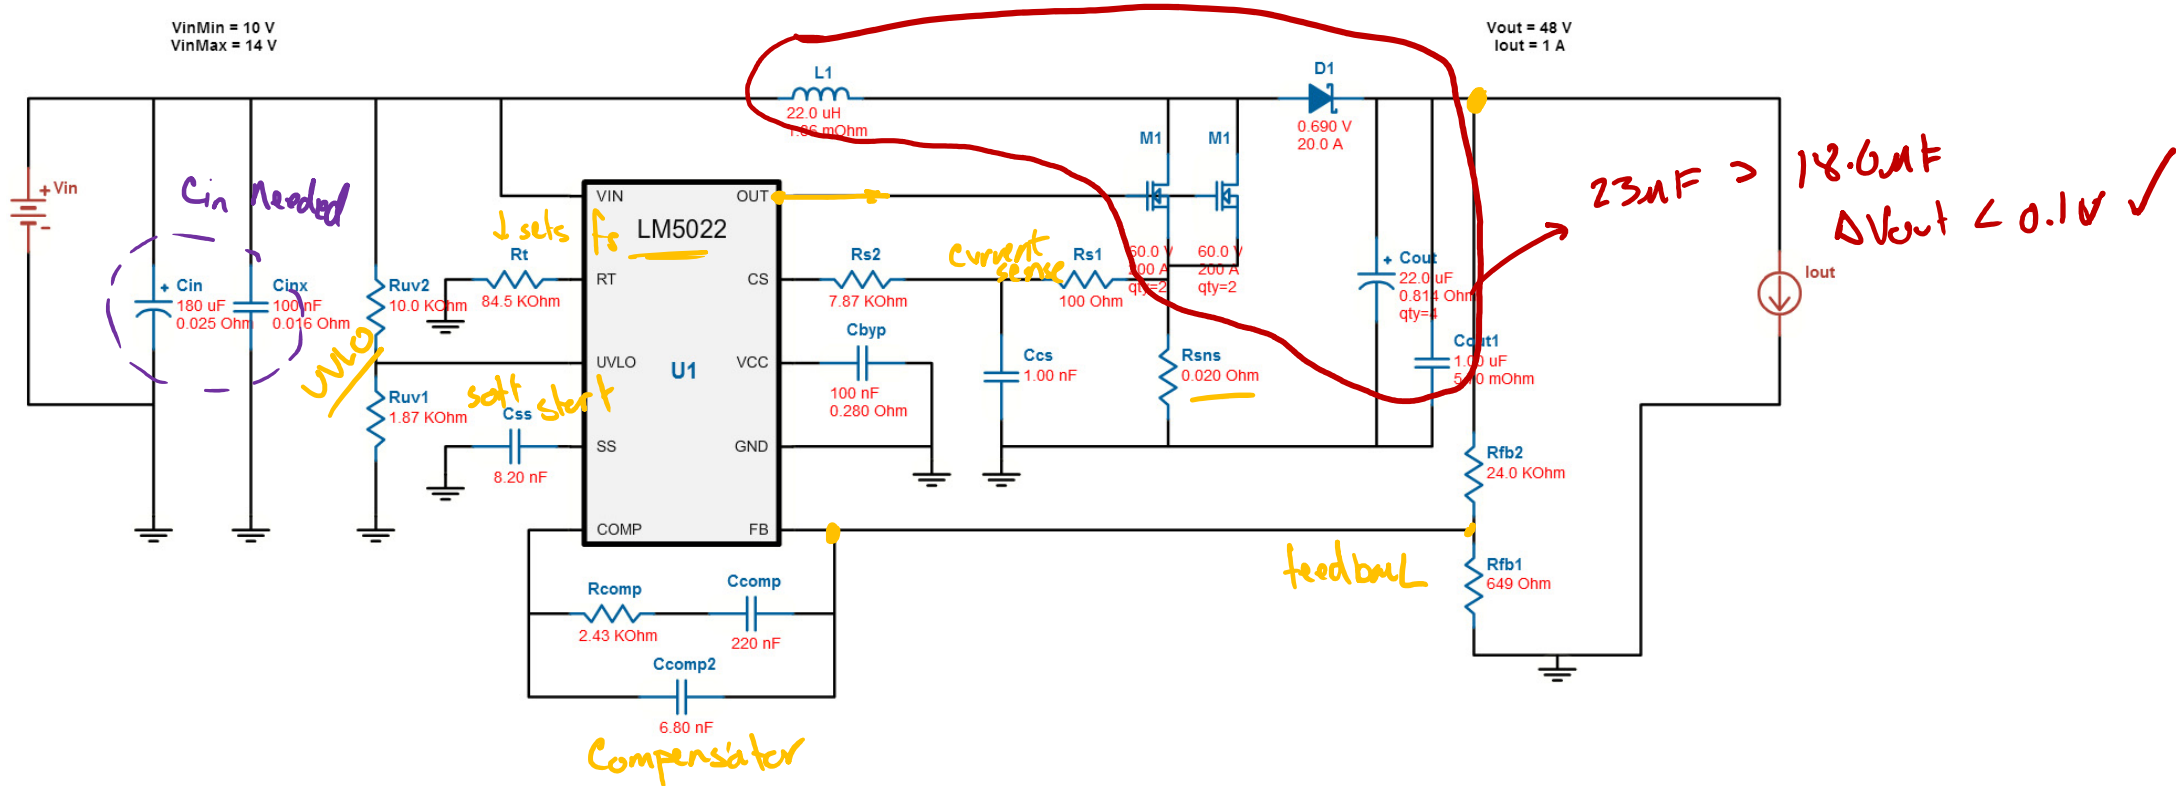 VinMin = 10 V
VinMax = 14 V
Vout = 48 V
Iout = 1 A
L1
22.0 uH
1.86 mOhm
D1
0.690 V
20.0 A
M1
M1
60.0 V
200 A
qty=2
60.0 V
200 A
qty=2
+ Vin
-
Cin Needed
+ Cin
180 uF
0.025 Ohm
Cinx
100 nF
0.016 Ohm
Ruv2
10.0 KOhm
UVLO
Ruv1
1.87 KOhm
↓ sets fs
Rt
84.5 KOhm
soft start
Css
8.20 nF
VIN
RT
UVLO
SS
COMP
LM5022
U1
OUT
CS
VCC
GND
FB
Rs2
7.87 KOhm
current
sense
Rs1
100 Ohm
Cbyp
100 nF
0.280 Ohm
Ccs
1.00 nF
Rsns
0.020 Ohm
+ Cout
22.0 uF
0.814 Ohm
qty=4
Cout1
1.00 uF
mOhm
23uF > 18.6uF
ΔVout < 0.1V ✓
Iout
Rfb2
24.0 KOhm
feedback
Rfb1
649 Ohm
Rcomp
2.43 KOhm
Ccomp
220 nF
Ccomp2
6.80 nF
Compensator